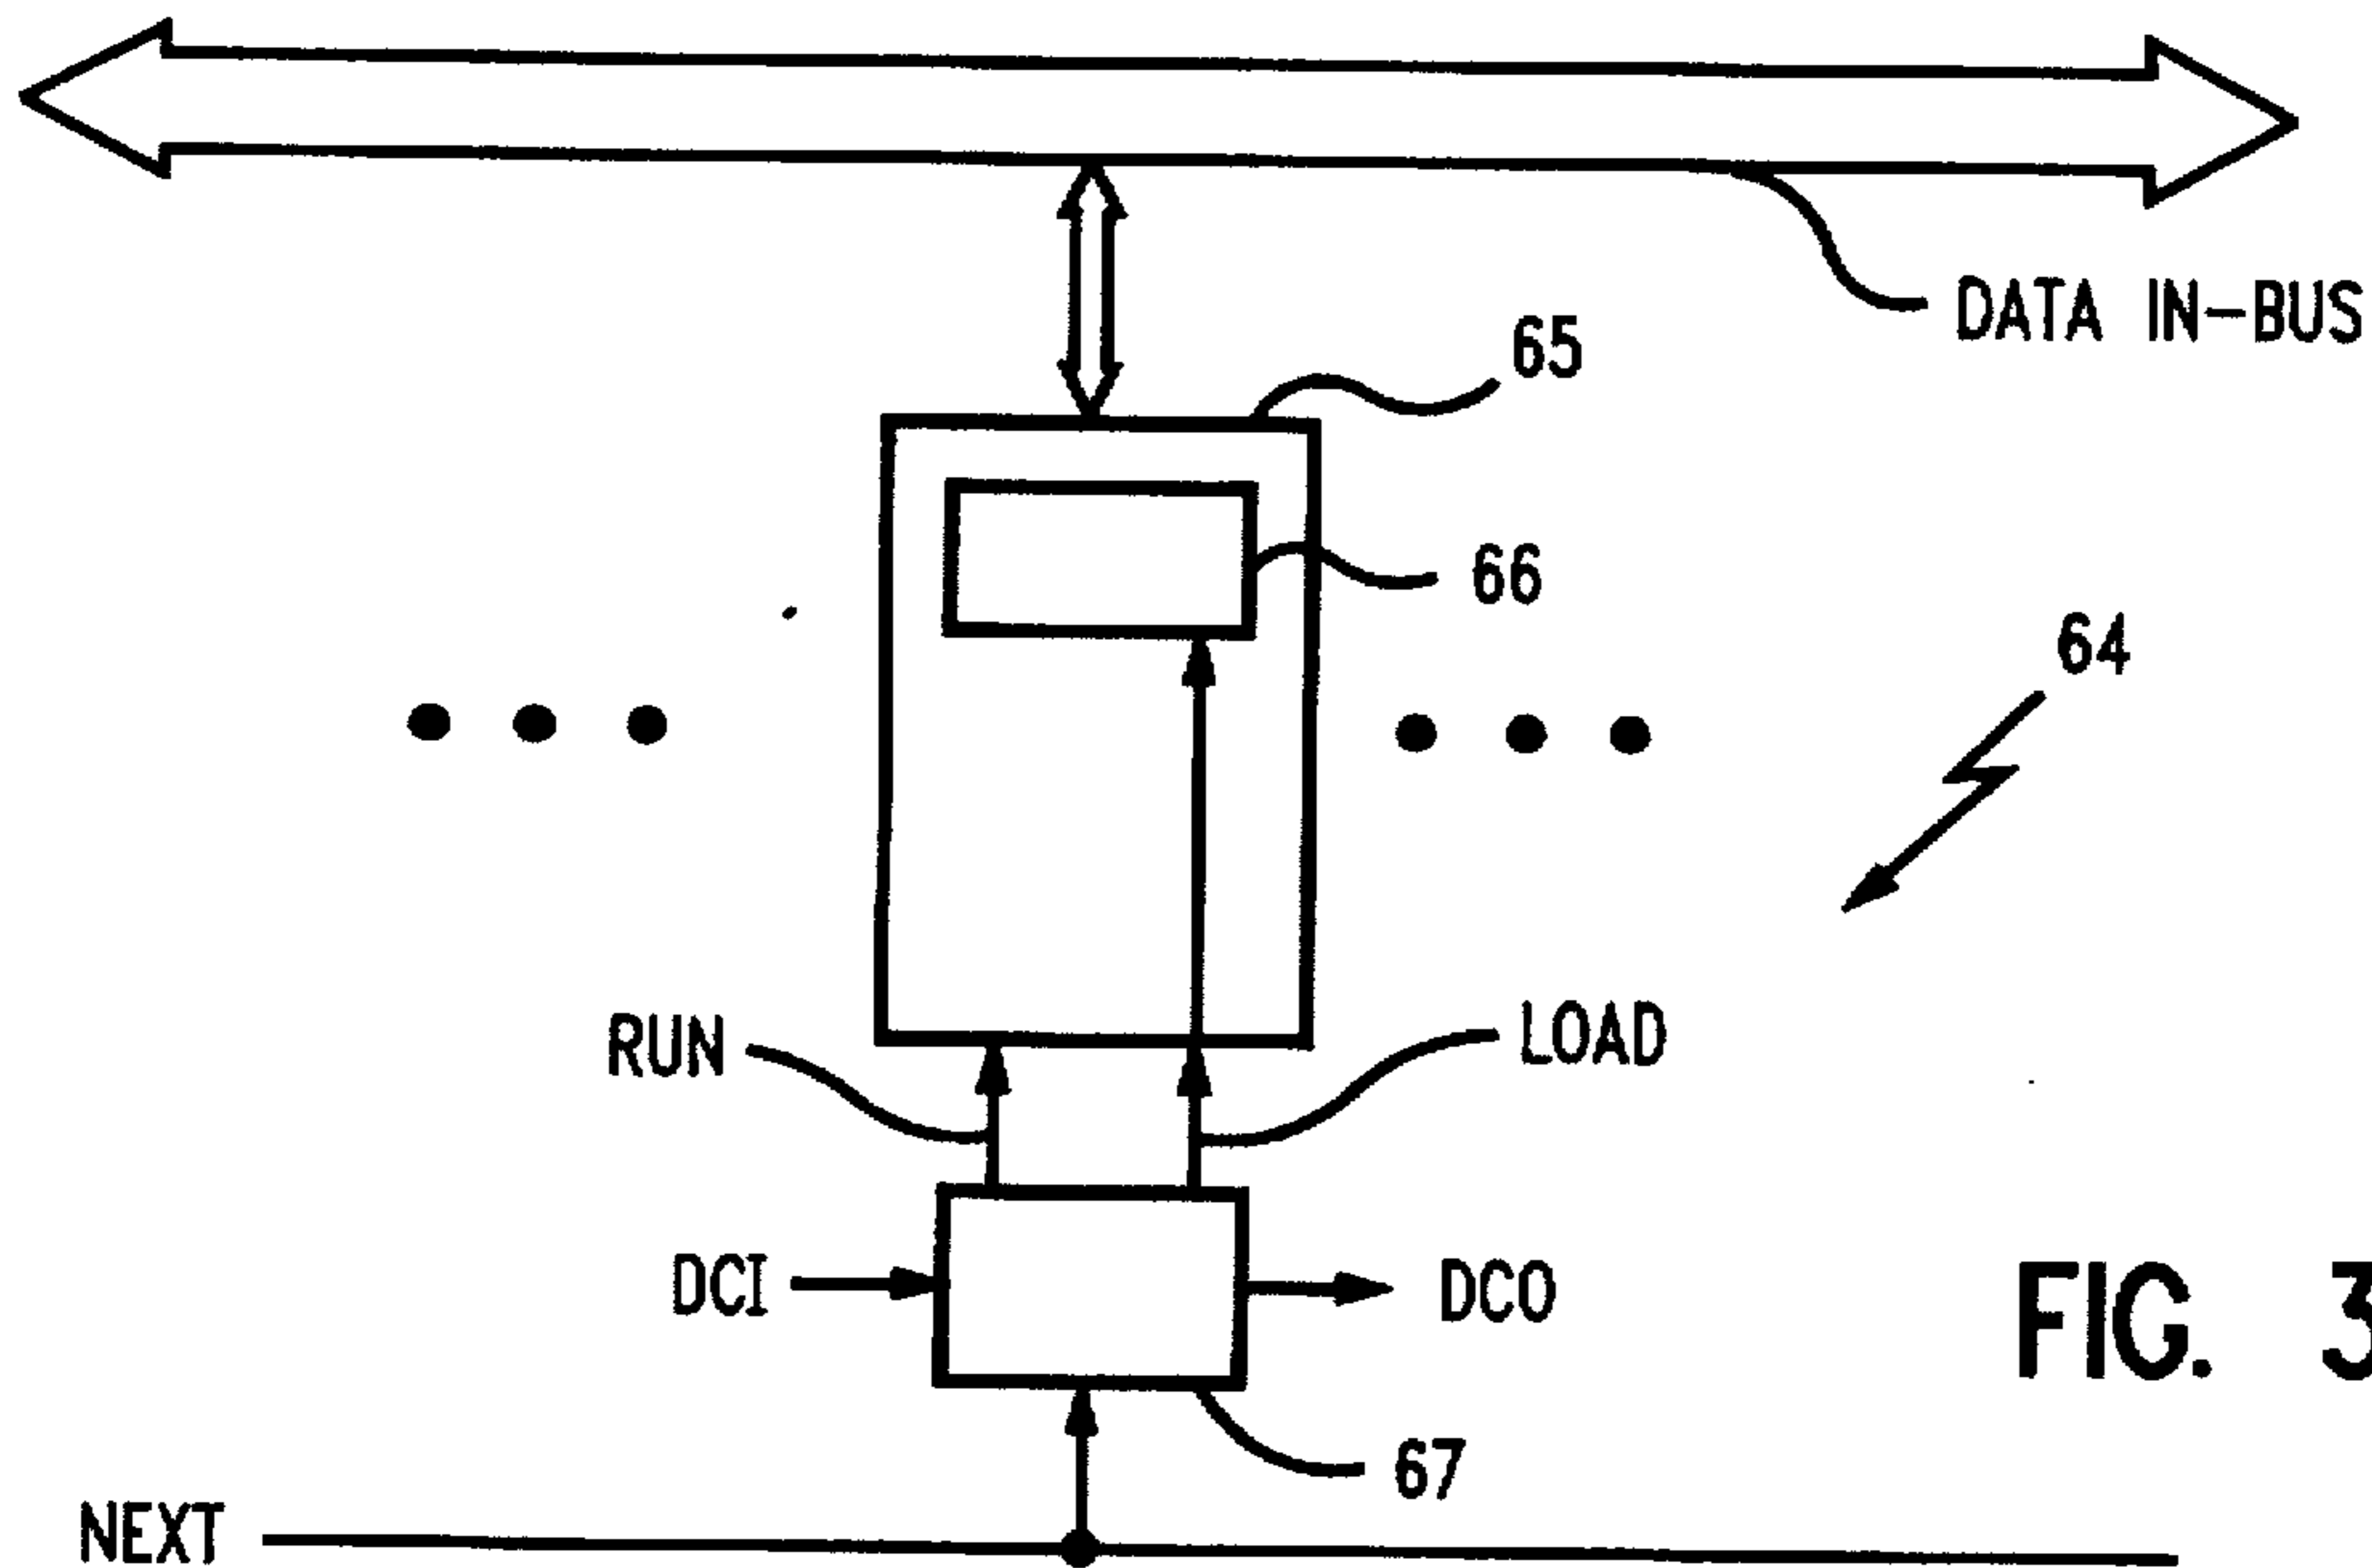 DATA IN-BUS
65
66
64
RUN
LOAD
DCI
DCO
FIG. 3
67
NEXT